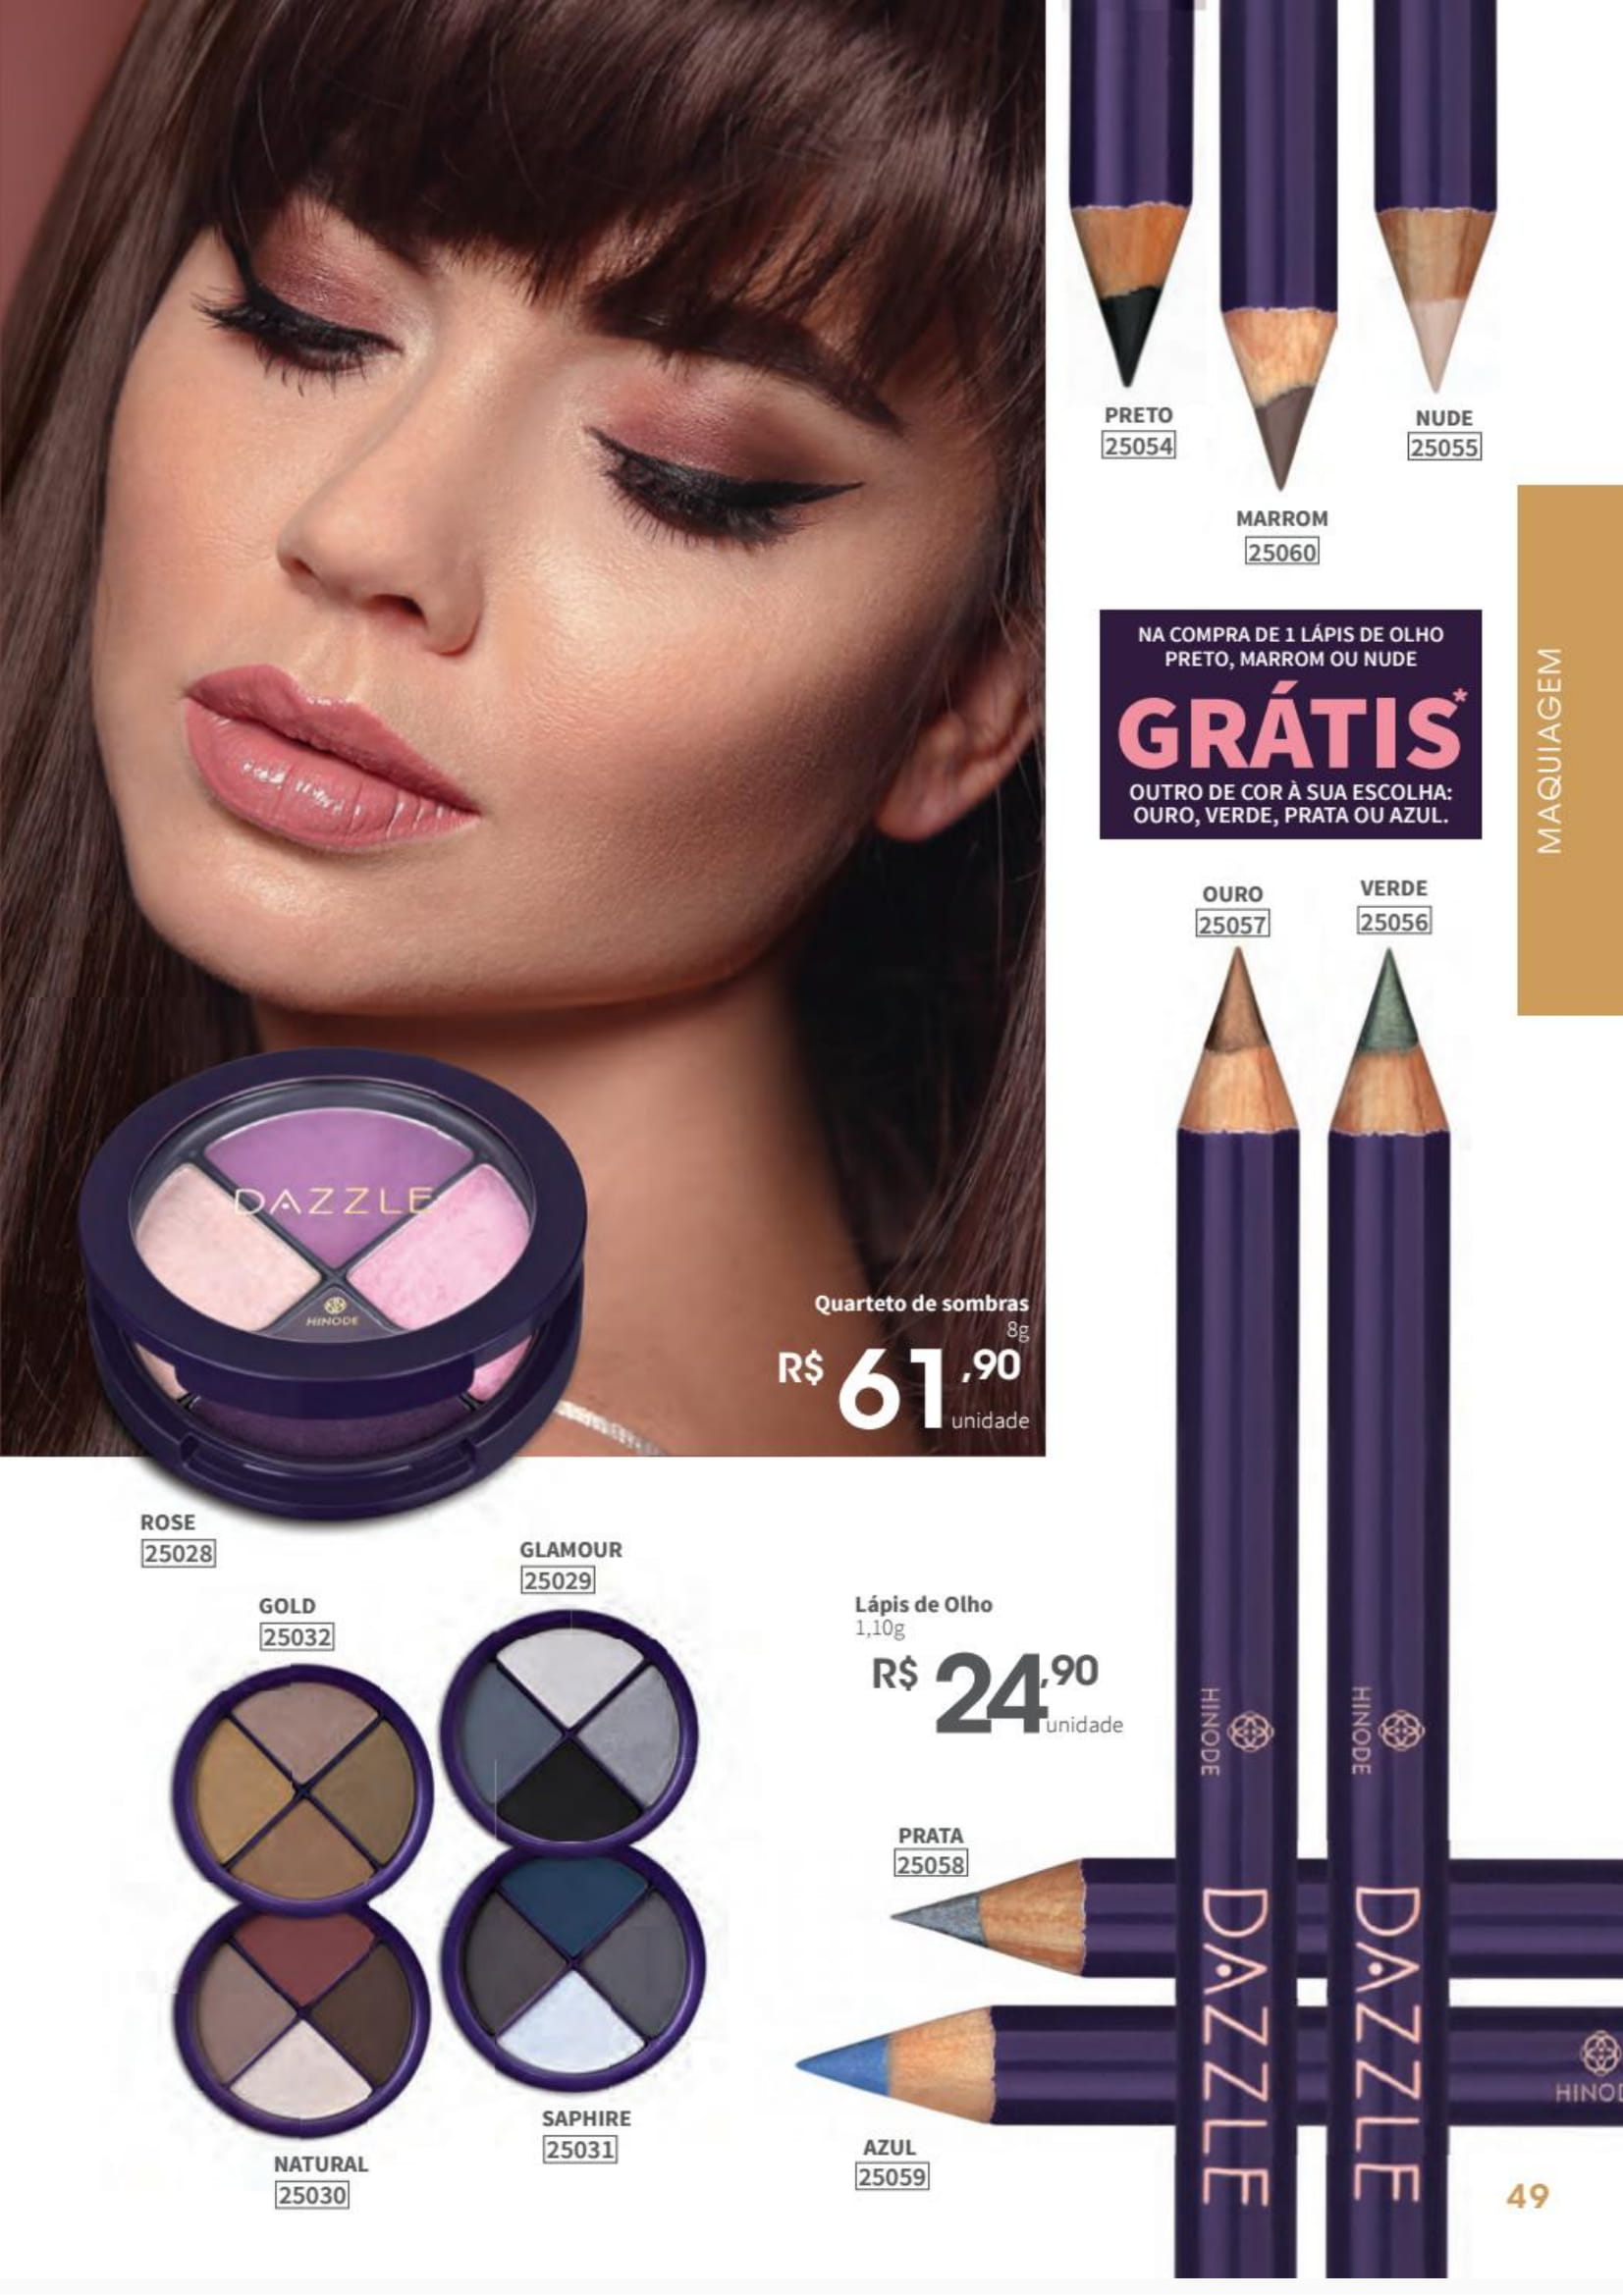 PRETO
25054
NUDE
25055
MARROM
25060
NA COMPRA DE 1 LÁPIS DE OLHO
PRETO, MARROM OU NUDE
GRÁTIS*
OUTRO DE COR À SUA ESCOLHA:
OURO, VERDE, PRATA OU AZUL.
MAQUIAGEM
OURO
25057
VERDE
25056
DAZZLE
HINODE
Quarteto de sombras
8g
R$ 61,90
unidade
ROSE
25028
GLAMOUR
25029
GOLD
25032
Lápis de Olho
1,10g
R$ 24,90
unidade
HINODE
HINODE
PRATA
25058
DAZZLE
DAZZLE
HINOD
SAPHIRE
25031
AZUL
25059
NATURAL
25030
49